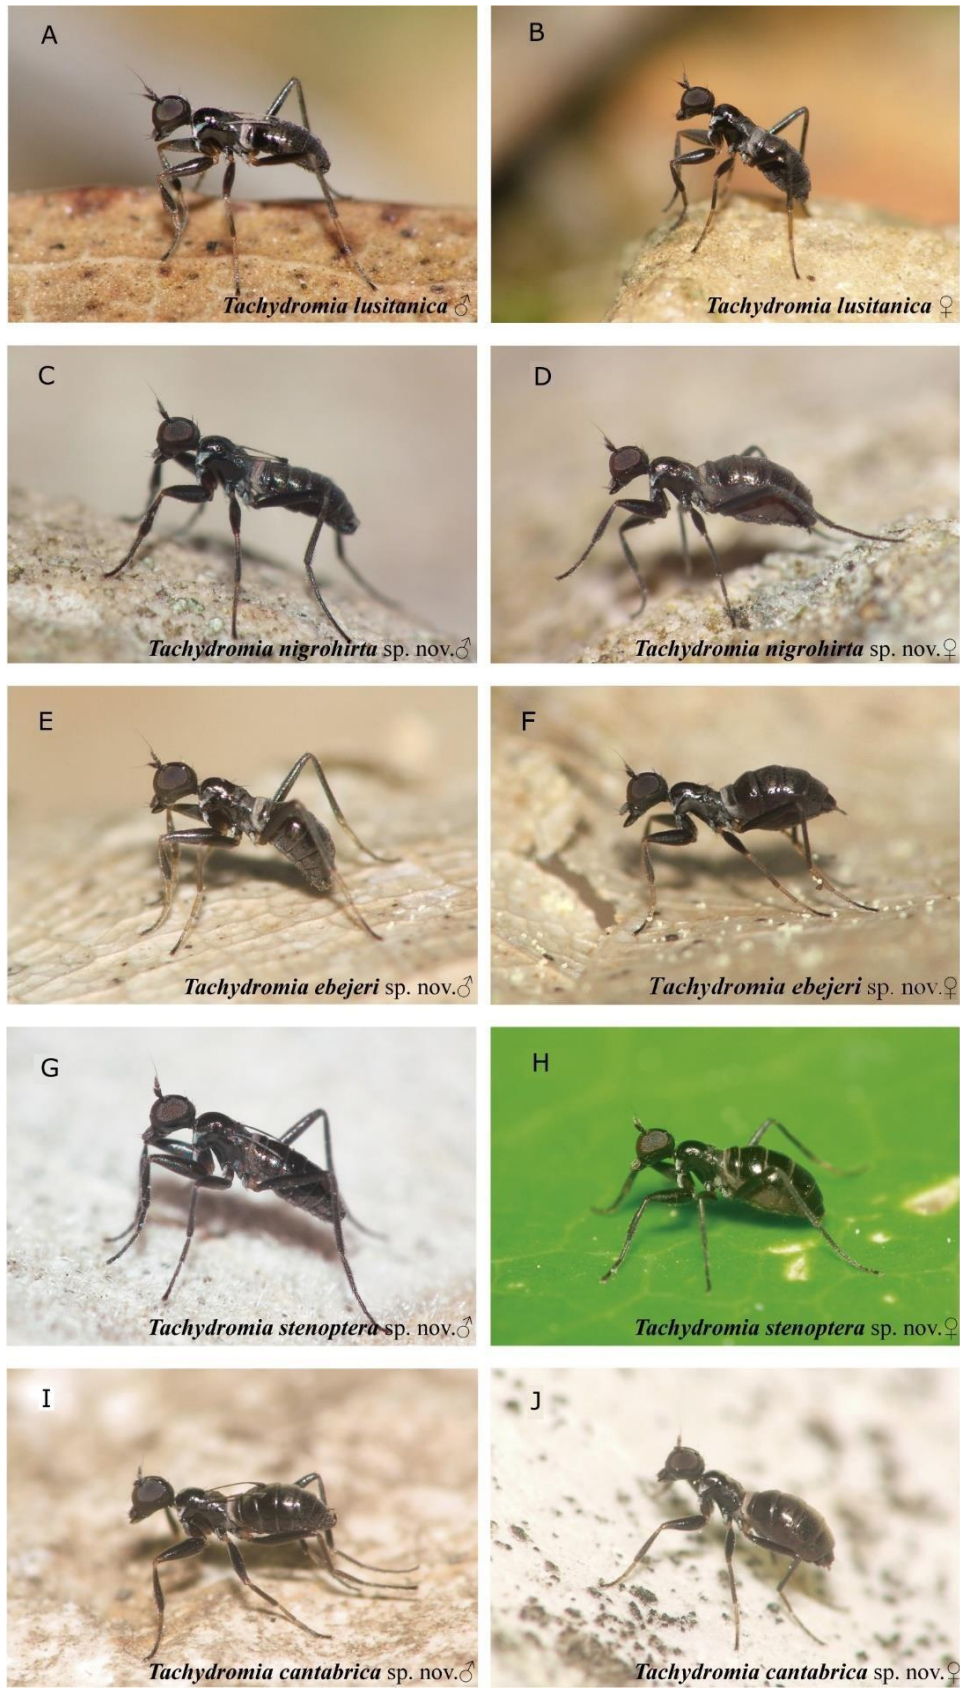 A
B
Tachydromia lusitanica ♂
Tachydromia lusitanica ♀
C
D
Tachydromia nigrohirta sp. nov.♂
Tachydromia nigrohirta sp. nov.♀
E
F
Tachydromia ebejeri sp. nov.♂
Tachydromia ebejeri sp. nov.♀
G
H
Tachydromia stenoptera sp. nov.♂
Tachydromia stenoptera sp. nov.♀
I
J
Tachydromia cantabrica sp. nov.♂
Tachydromia cantabrica sp. nov.♀